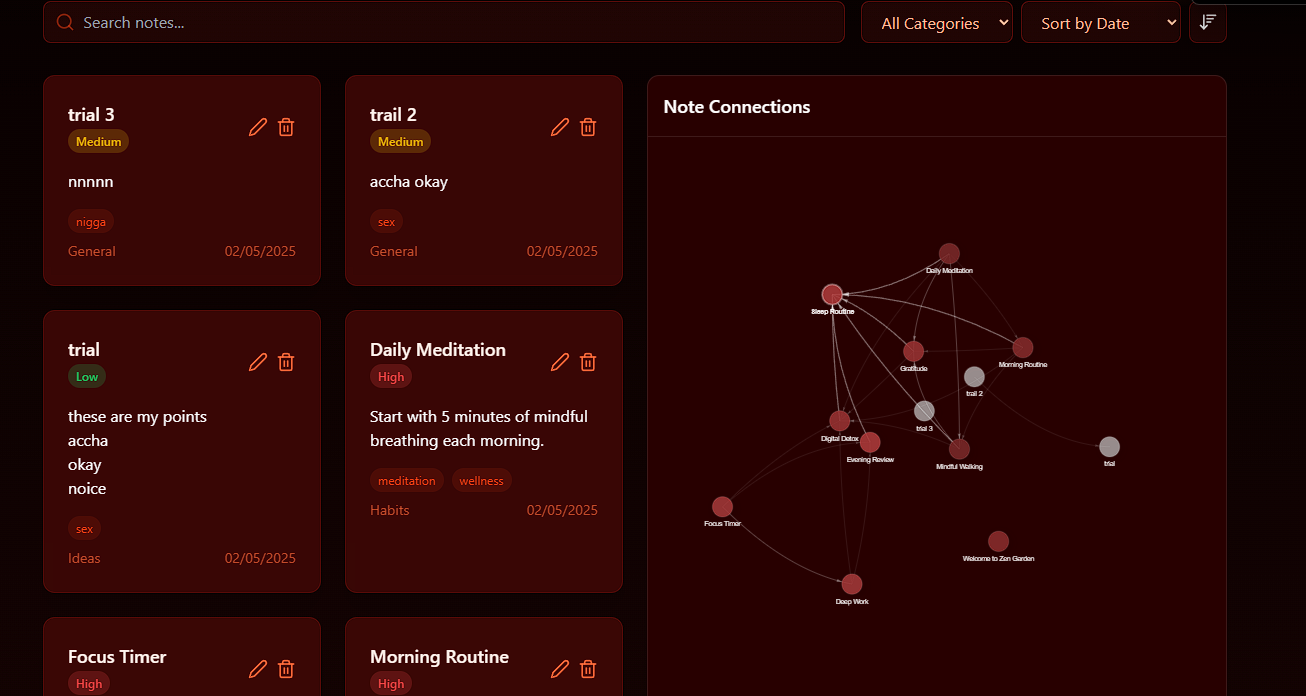 Search notes...
All Categories
Sort by Date
trial 3
Medium
nnnnn
nigga
General 02/05/2025
trail 2
Medium
accha okay
sex
General 02/05/2025
trial
Low
these are my points
accha
okay
noice
sex
Ideas 02/05/2025
Daily Meditation
High
Start with 5 minutes of mindful
breathing each morning.
meditation wellness
Habits 02/05/2025
Focus Timer
High
Morning Routine
High
Note Connections
Daily Meditation
Sleep Routine
Gratitude
Morning Routine
trail 2
trial 3
Digital Detox
Evening Review
Mindful Walking
trial
Focus Timer
Welcome to Zen Garden
Deep Work